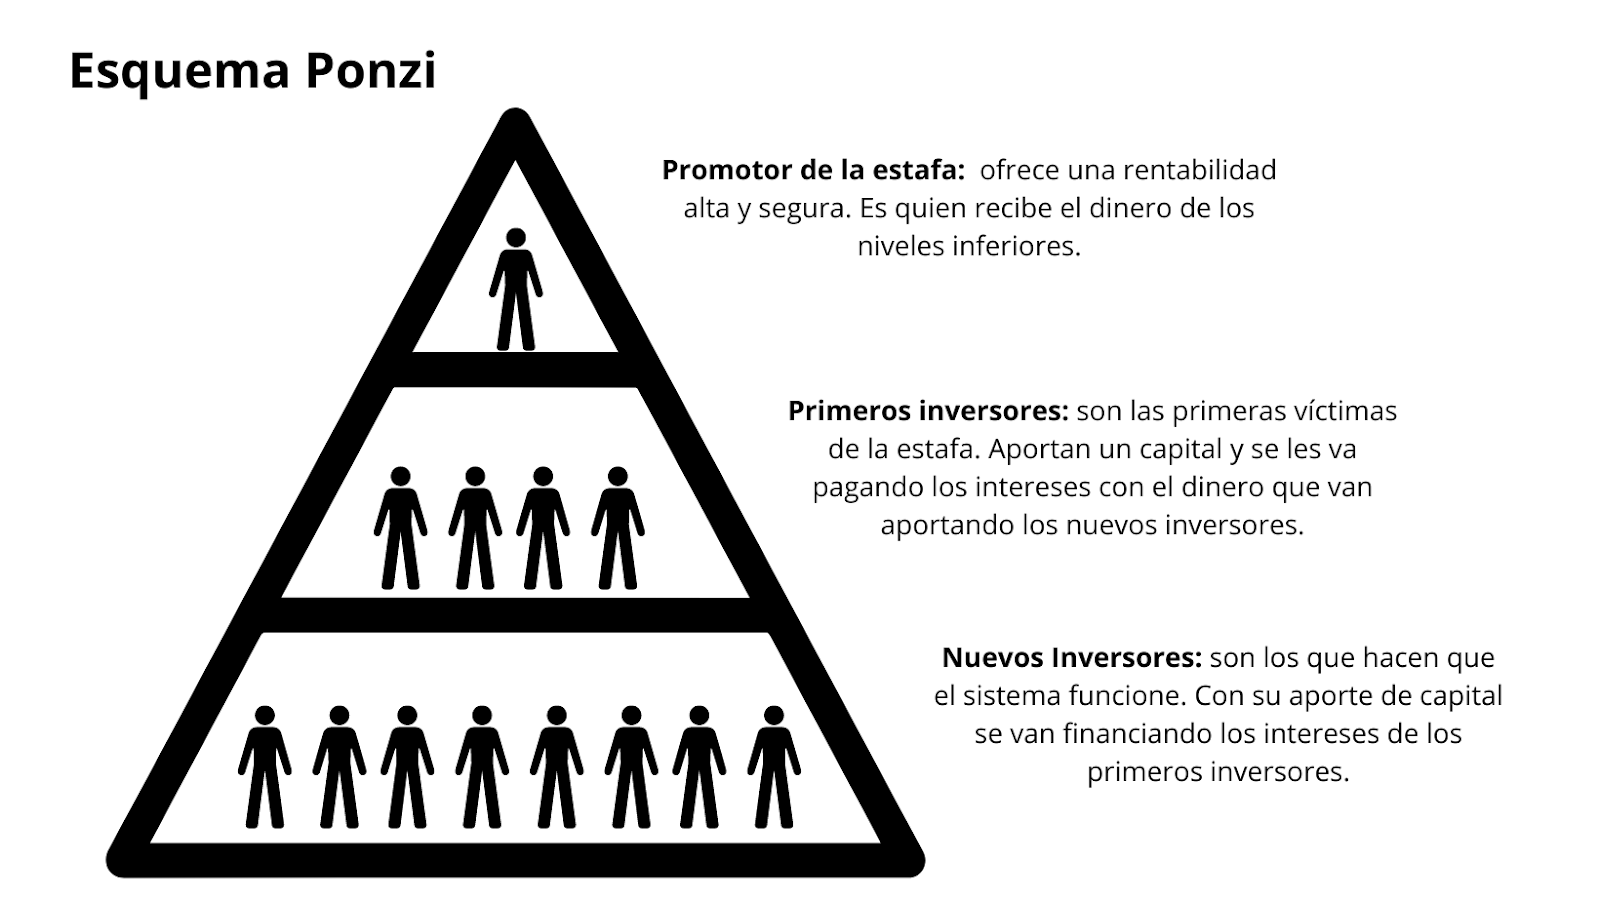 Esquema Ponzi
Promotor de la estafa: ofrece una rentabilidad
alta y segura. Es quien recibe el dinero de los
niveles inferiores.
Primeros inversores: son las primeras víctimas
de la estafa. Aportan un capital y se les va
pagando los intereses con el dinero que van
aportando los nuevos inversores.
Nuevos Inversores: son los que hacen que
el sistema funcione. Con su aporte de capital
se van financiando los intereses de los
primeros inversores.